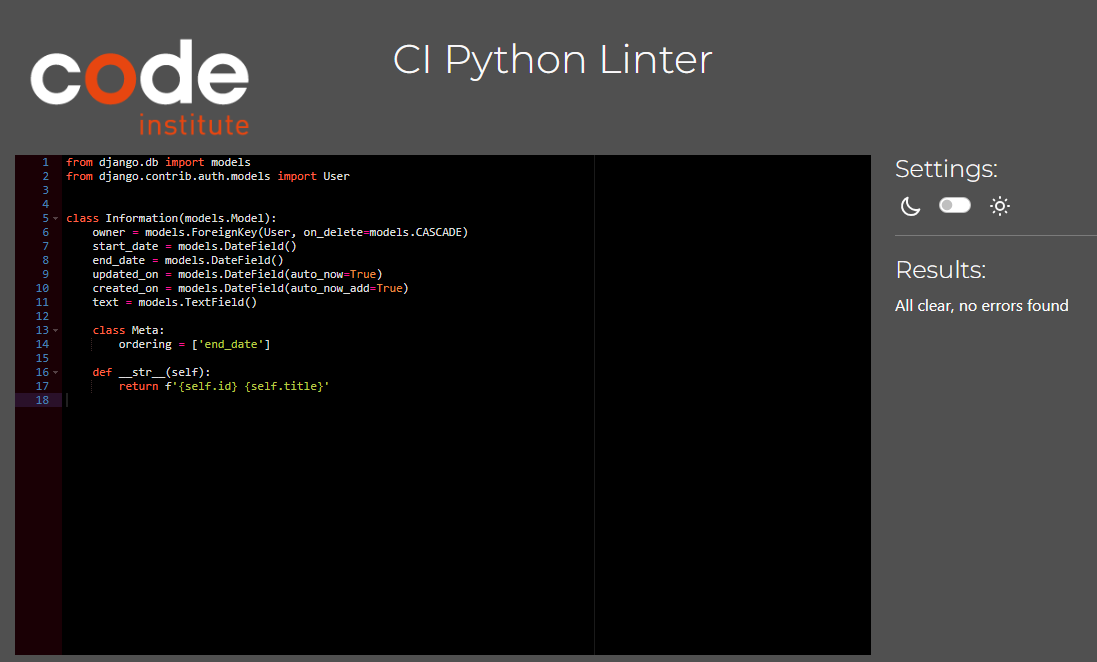 code
institute
CI Python Linter
1 from django.db import models
2 from django.contrib.auth.models import User
3
4
5 class Information(models.Model):
6     owner = models.ForeignKey(User, on_delete=models.CASCADE)
7     start_date = models.DateField()
8     end_date = models.DateField()
9     updated_on = models.DateField(auto_now=True)
10     created_on = models.DateField(auto_now_add=True)
11     text = models.TextField()
12
13     class Meta:
14         ordering = ['end_date']
15
16     def __str__(self):
17         return f'{self.id} {self.title}'
18
Settings:
Results:
All clear, no errors found